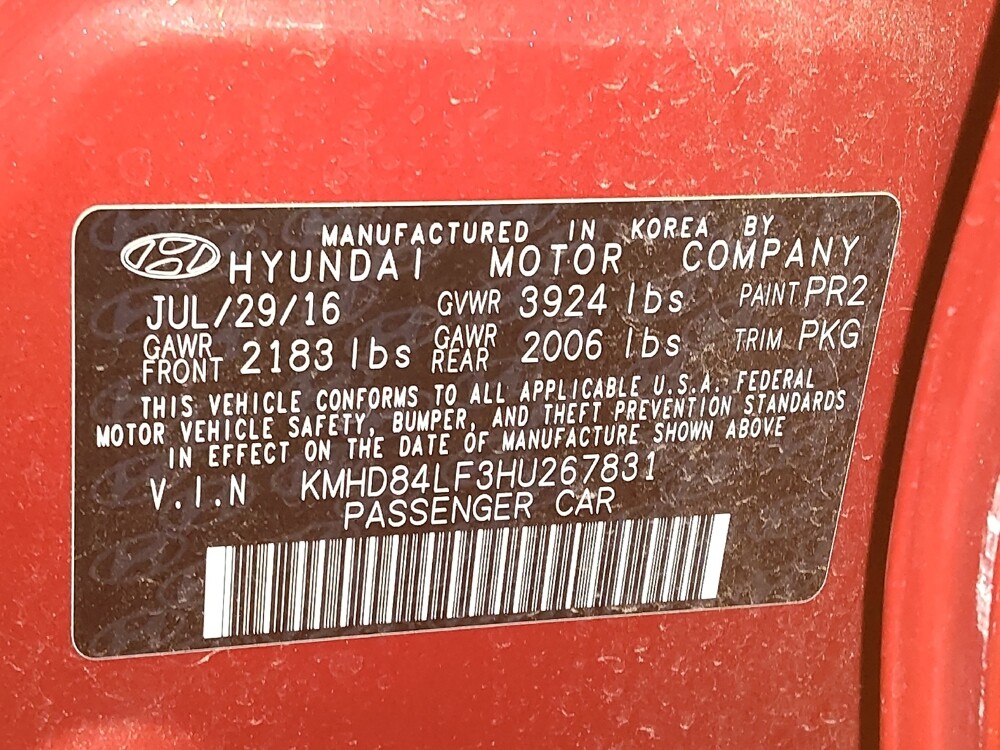 MANUFACTURED IN KOREA BY
HYUNDAI MOTOR COMPANY
JUL/29/16 GVWR 3924 lbs PAINT PR2
GAWR FRONT 2183 lbs GAWR REAR 2006 lbs TRIM PKG
THIS VEHICLE CONFORMS TO ALL APPLICABLE U.S.A. FEDERAL
MOTOR VEHICLE SAFETY, BUMPER, AND THEFT PREVENTION STANDARDS
IN EFFECT ON THE DATE OF MANUFACTURE SHOWN ABOVE
V.I.N KMHD84LF3HU267831
PASSENGER CAR